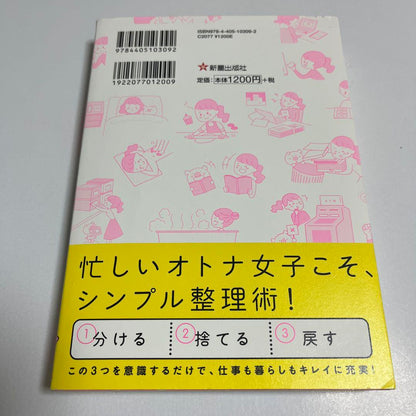 9784405103092
ISBN978-4-405-10309-2
C2077 ¥1200E
1922077012009
新星出版社
定価:本体1200円+税
忙しいオトナ女子こそ、
シンプル整理術!
①分ける ②捨てる ③戻す
この3つを意識するだけで、仕事も暮らしもキレイに充実!